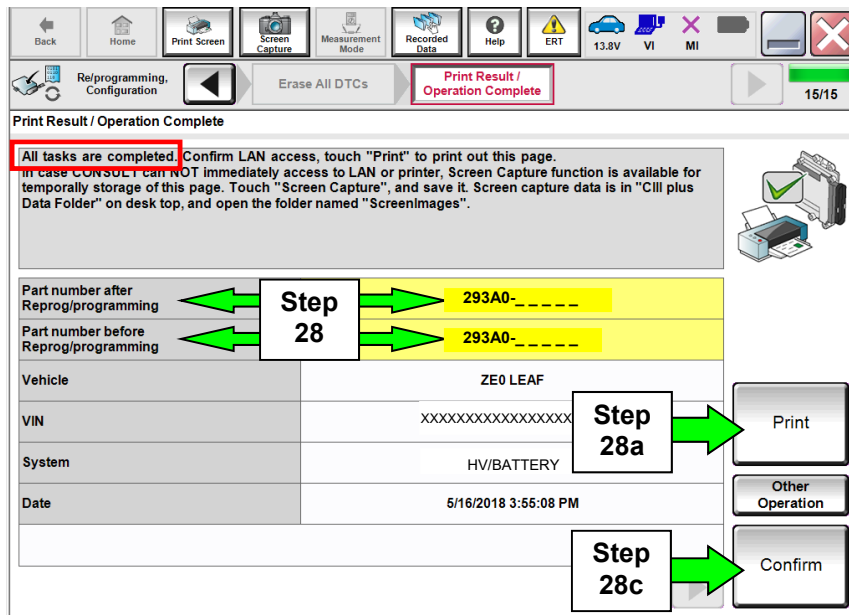 Back
Home
Print Screen
Screen
Capture
Measurement
Mode
Recorded
Data
Help
ERT
13.8V
VI
MI
Re/programming,
Configuration
Erase All DTCs
Print Result /
Operation Complete
15/15
Print Result / Operation Complete
All tasks are completed. Confirm LAN access, touch "Print" to print out this page.
In case CONSULT can NOT immediately access to LAN or printer, Screen Capture function is available for
temporally storage of this page. Touch "Screen Capture", and save it. Screen capture data is in "CIII plus
Data Folder" on desk top, and open the folder named "ScreenImages".
Part number after
Reprog/programming
293A0-_ _ _ _ _
Step
28
Part number before
Reprog/programming
293A0-_ _ _ _ _
Vehicle
ZE0 LEAF
VIN
XXXXXXXXXXXXXXXXX
Step
28a
Print
System
HV/BATTERY
Other
Operation
Date
5/16/2018 3:55:08 PM
Step
28c
Confirm